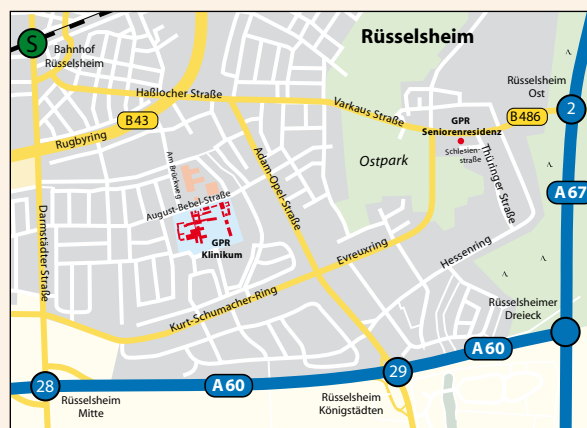 S
Bahnhof
Rüsselsheim
Rüsselsheim
Haßlocher Straße
Rüsselsheim
Ost
2
B43
Rugbyring
Varkaus Straße
GPR
Seniorenresidenz
B486
Schlesien-
straße
Ostpark
Thüringer Straße
Am Brückweg
August-Bebel-Straße
Adam-Opel-Straße
A67
Darmstädter Straße
GPR
Klinikum
Evreuxring
Hessenring
Kurt-Schumacher-Ring
Rüsselsheimer
Dreieck
A60
28
A60
29
Rüsselsheim
Mitte
Rüsselsheim
Königstädten